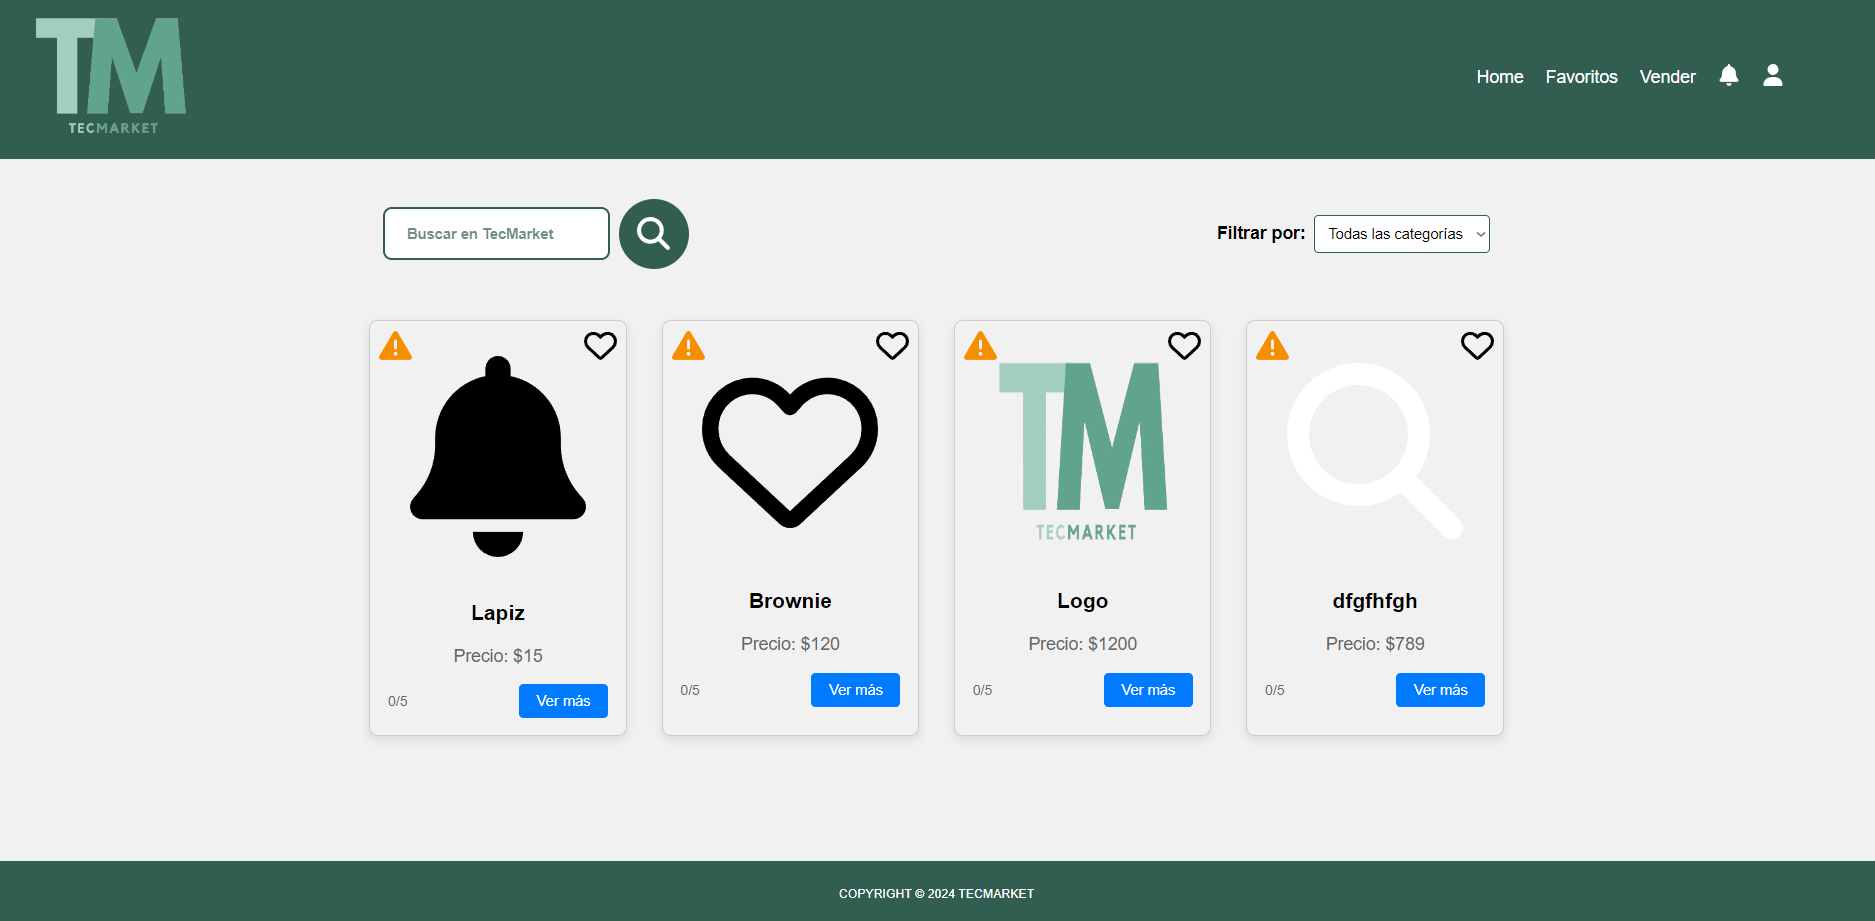 TM
TECMARKET
Home Favoritos Vender
Buscar en TecMarket
Filtrar por: Todas las categorías
TM
TECMARKET
Lapiz
Precio: $15
0/5 Ver más
Brownie
Precio: $120
0/5 Ver más
Logo
Precio: $1200
0/5 Ver más
dfgfhfgh
Precio: $789
0/5 Ver más
COPYRIGHT © 2024 TECMARKET